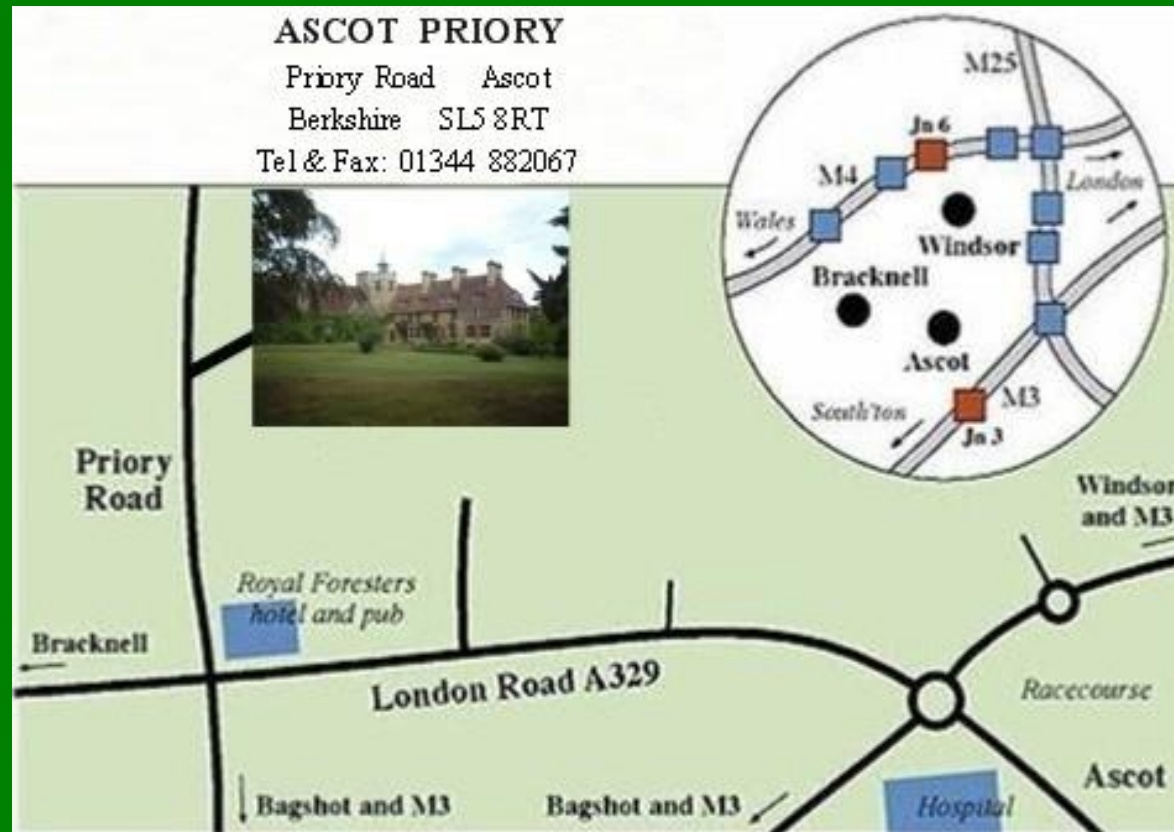 ASCOT PRIORY
Priory Road Ascot
Berkshire SL5 8RT
Tel & Fax: 01344 882067
M25
Jn 6
M4
London
Wales
Windsor
Bracknell
Ascot
M3
South'ton
Jn 3
Priory
Road
Windsor
and M3
Royal Foresters
hotel and pub
Bracknell
London Road A329
Racecourse
Ascot
Bagshot and M3
Bagshot and M3
Hospital